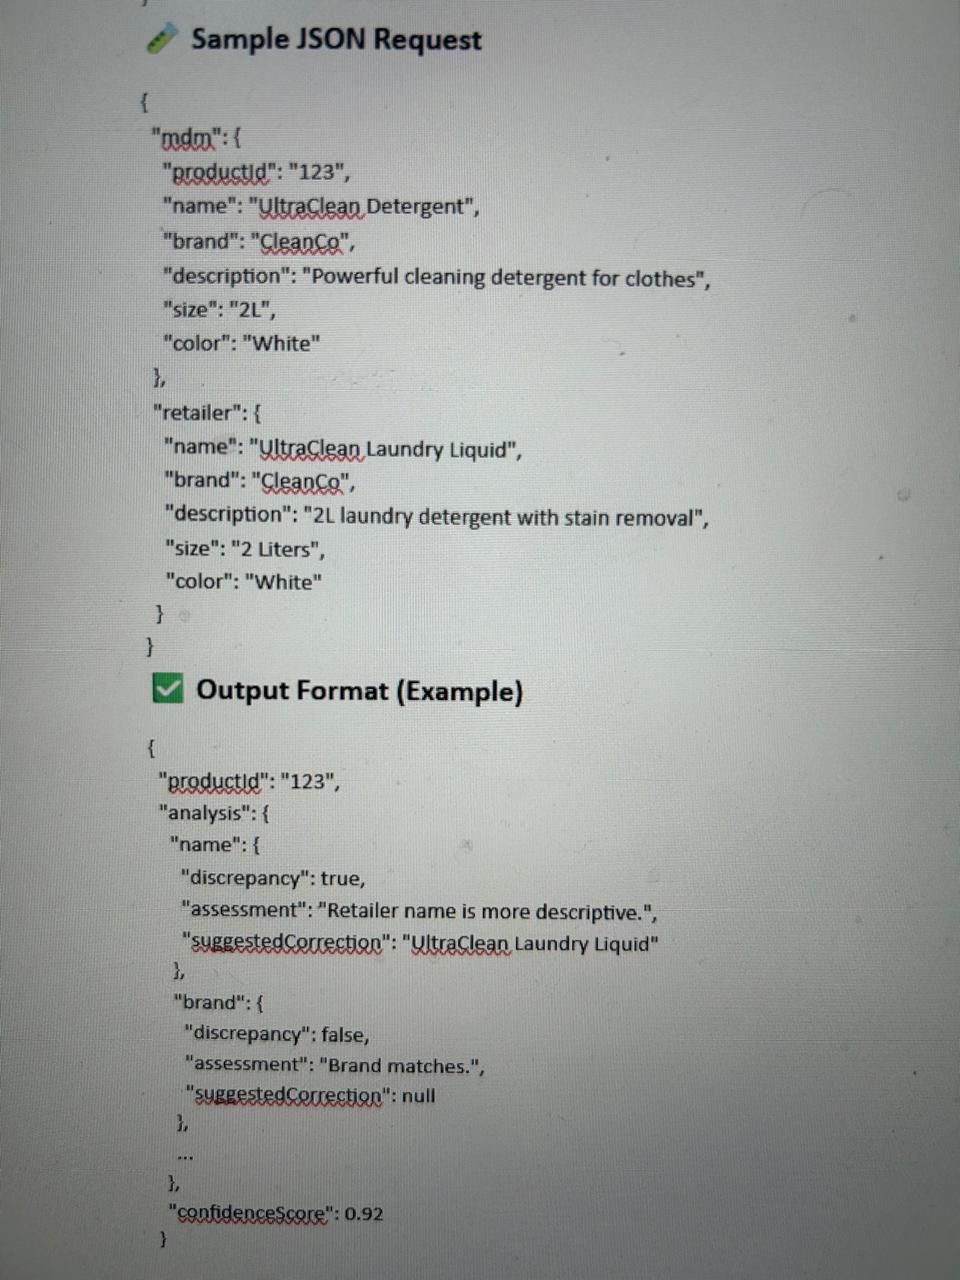 Sample JSON Request
{
"mdm": {
"productId": "123",
"name": "UltraClean Detergent",
"brand": "CleanCo",
"description": "Powerful cleaning detergent for clothes",
"size": "2L",
"color": "White"
},
"retailer": {
"name": "UltraClean Laundry Liquid",
"brand": "CleanCo",
"description": "2L laundry detergent with stain removal",
"size": "2 Liters",
"color": "White"
}
}
Output Format (Example)
{
"productId": "123",
"analysis": {
"name": {
"discrepancy": true,
"assessment": "Retailer name is more descriptive.",
"suggestedCorrection": "UltraClean Laundry Liquid"
},
"brand": {
"discrepancy": false,
"assessment": "Brand matches.",
"suggestedCorrection": null
},
...
},
"confidenceScore": 0.92
}